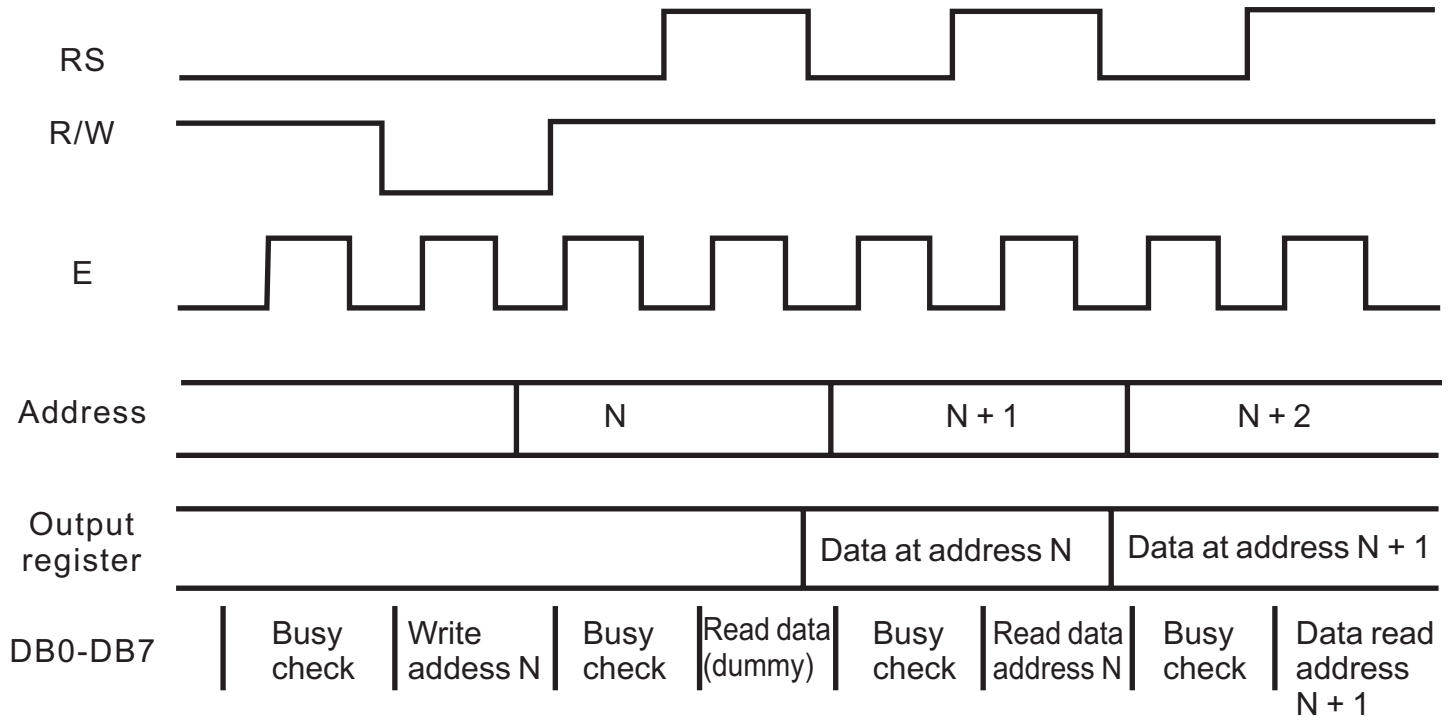 RS
R/W
E
Address
N
N + 1
N + 2
Output
register
Data at address N
Data at address N + 1
DB0-DB7
Busy
check
Write
addess N
Busy
check
Read data
(dummy)
Busy
check
Read data
address N
Busy
check
Data read
address
N + 1